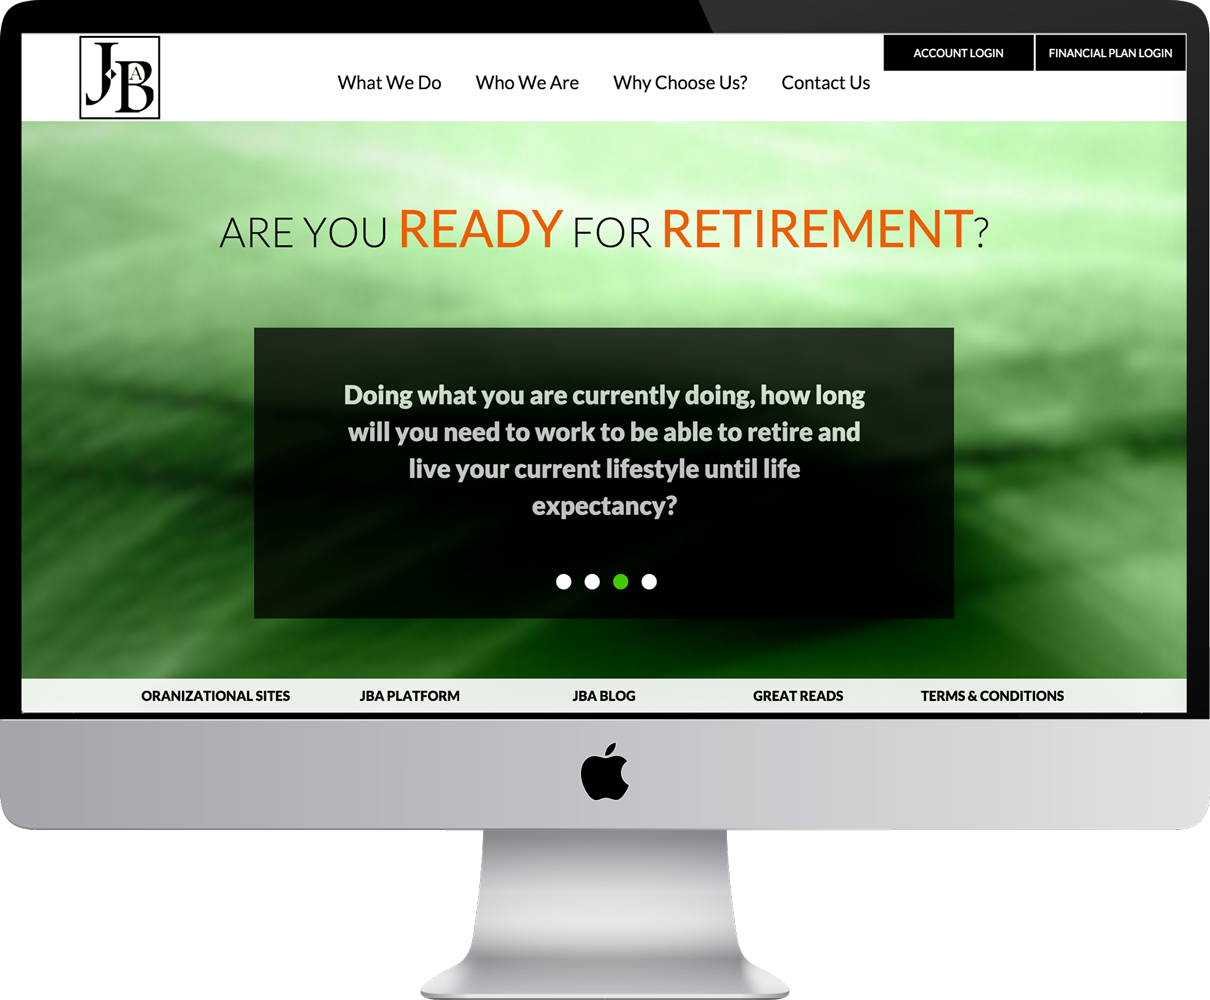 JBA
ACCOUNT LOGIN
FINANCIAL PLAN LOGIN
What We Do
Who We Are
Why Choose Us?
Contact Us
ARE YOU READY FOR RETIREMENT?
Doing what you are currently doing, how long
will you need to work to be able to retire and
live your current lifestyle until life
expectancy?
ORANIZATIONAL SITES
JBA PLATFORM
JBA BLOG
GREAT READS
TERMS & CONDITIONS